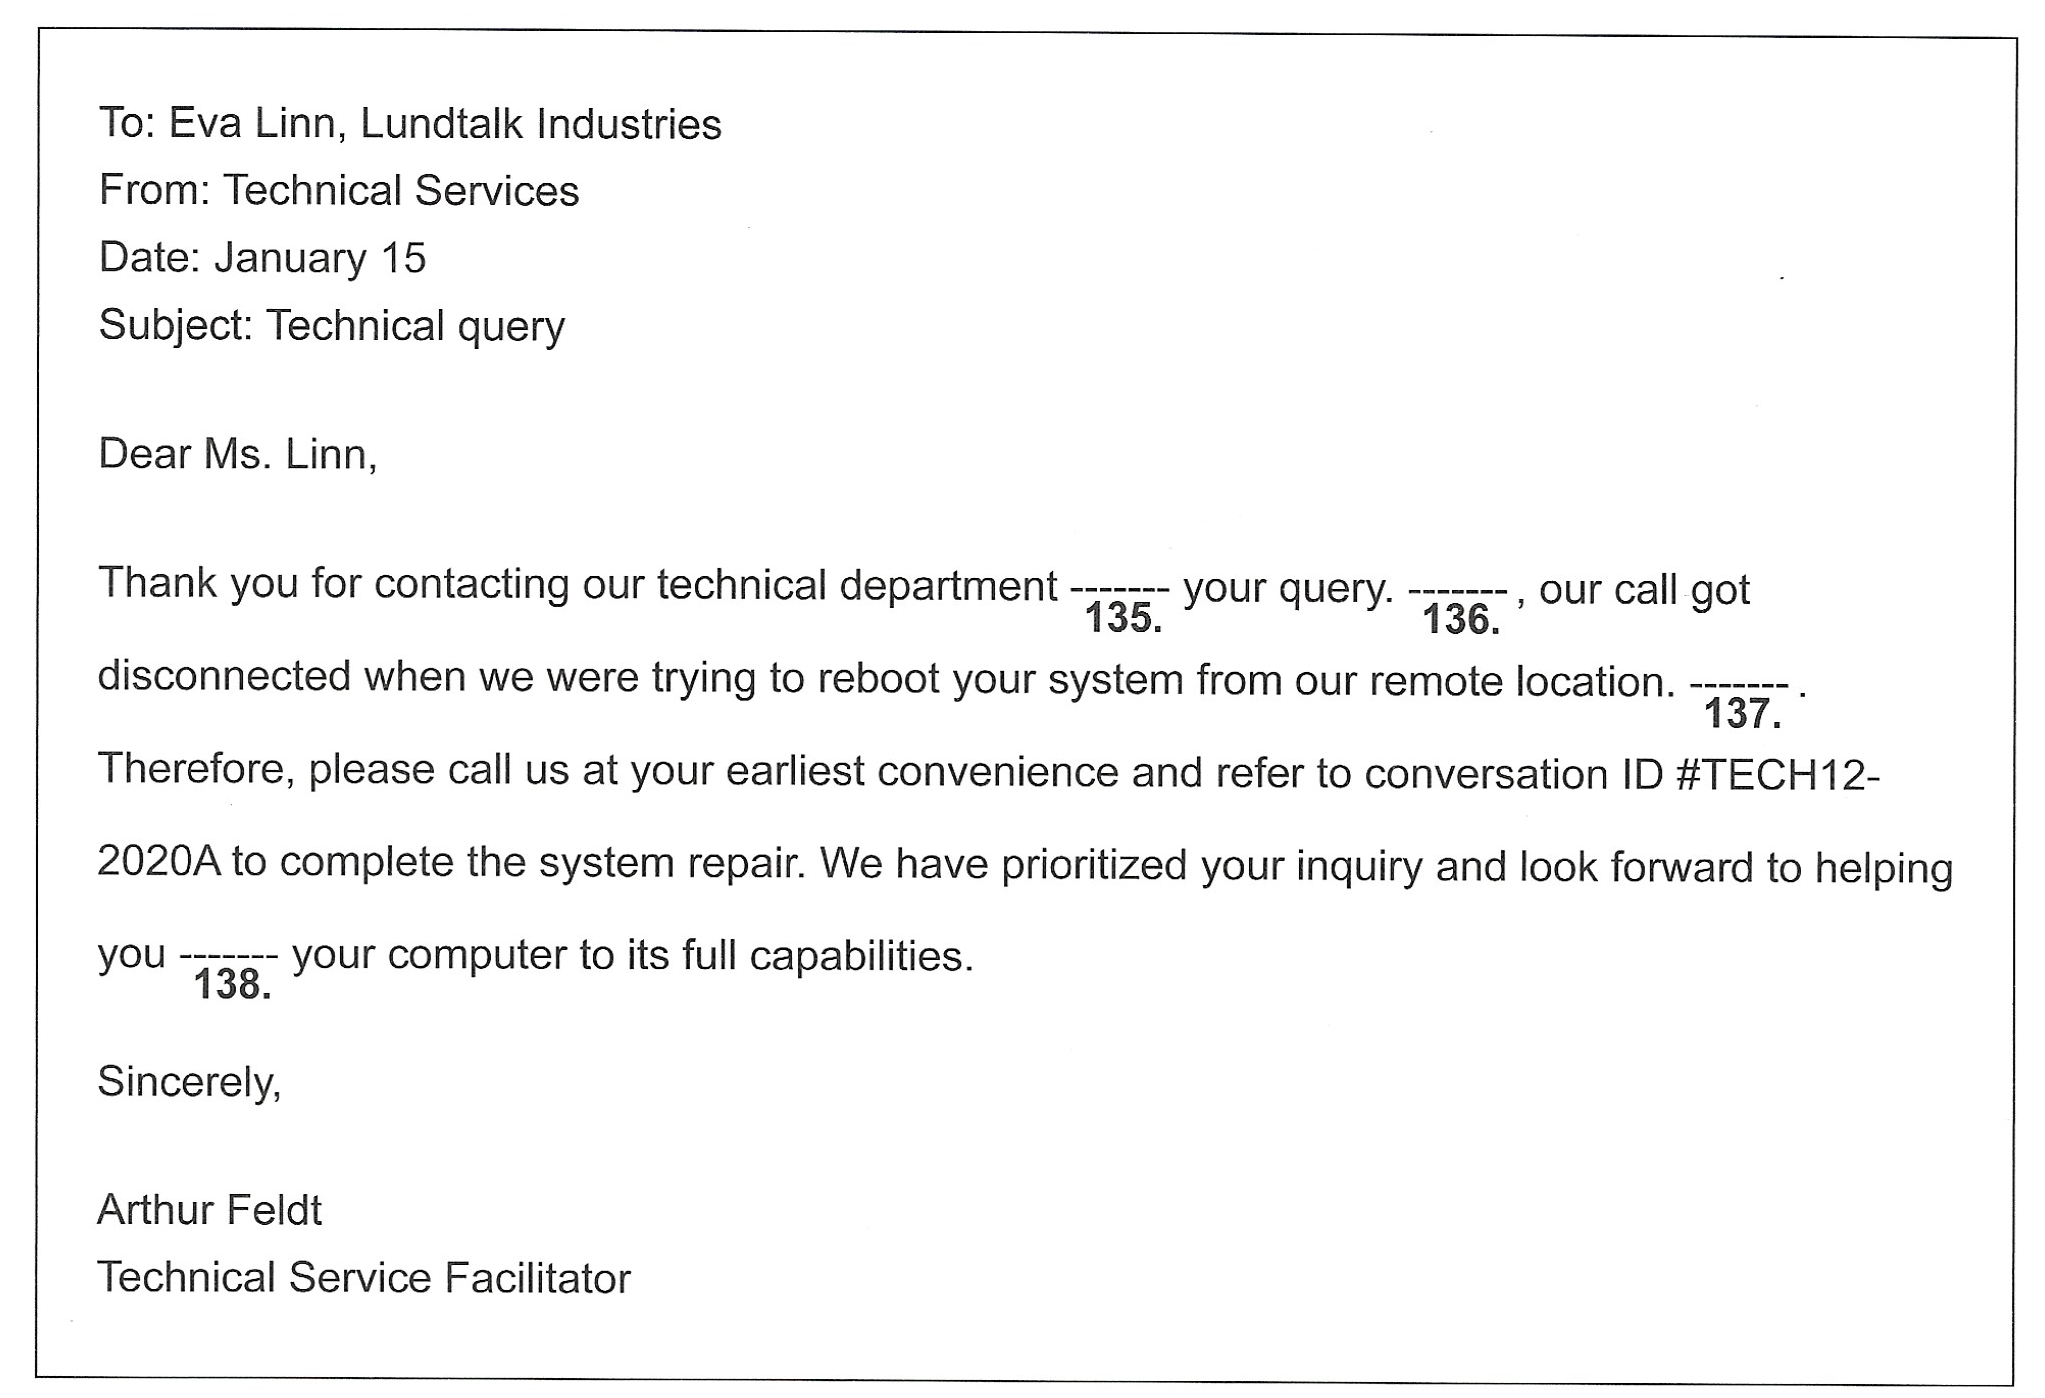 To: Eva Linn, Lundtalk Industries
From: Technical Services
Date: January 15
Subject: Technical query
Dear Ms. Linn,
Thank you for contacting our technical department ------- your query. ------- , our call got
135. 136.
disconnected when we were trying to reboot your system from our remote location. ------- .
137.
Therefore, please call us at your earliest convenience and refer to conversation ID #TECH12-
2020A to complete the system repair. We have prioritized your inquiry and look forward to helping
you ------- your computer to its full capabilities.
138.
Sincerely,
Arthur Feldt
Technical Service Facilitator